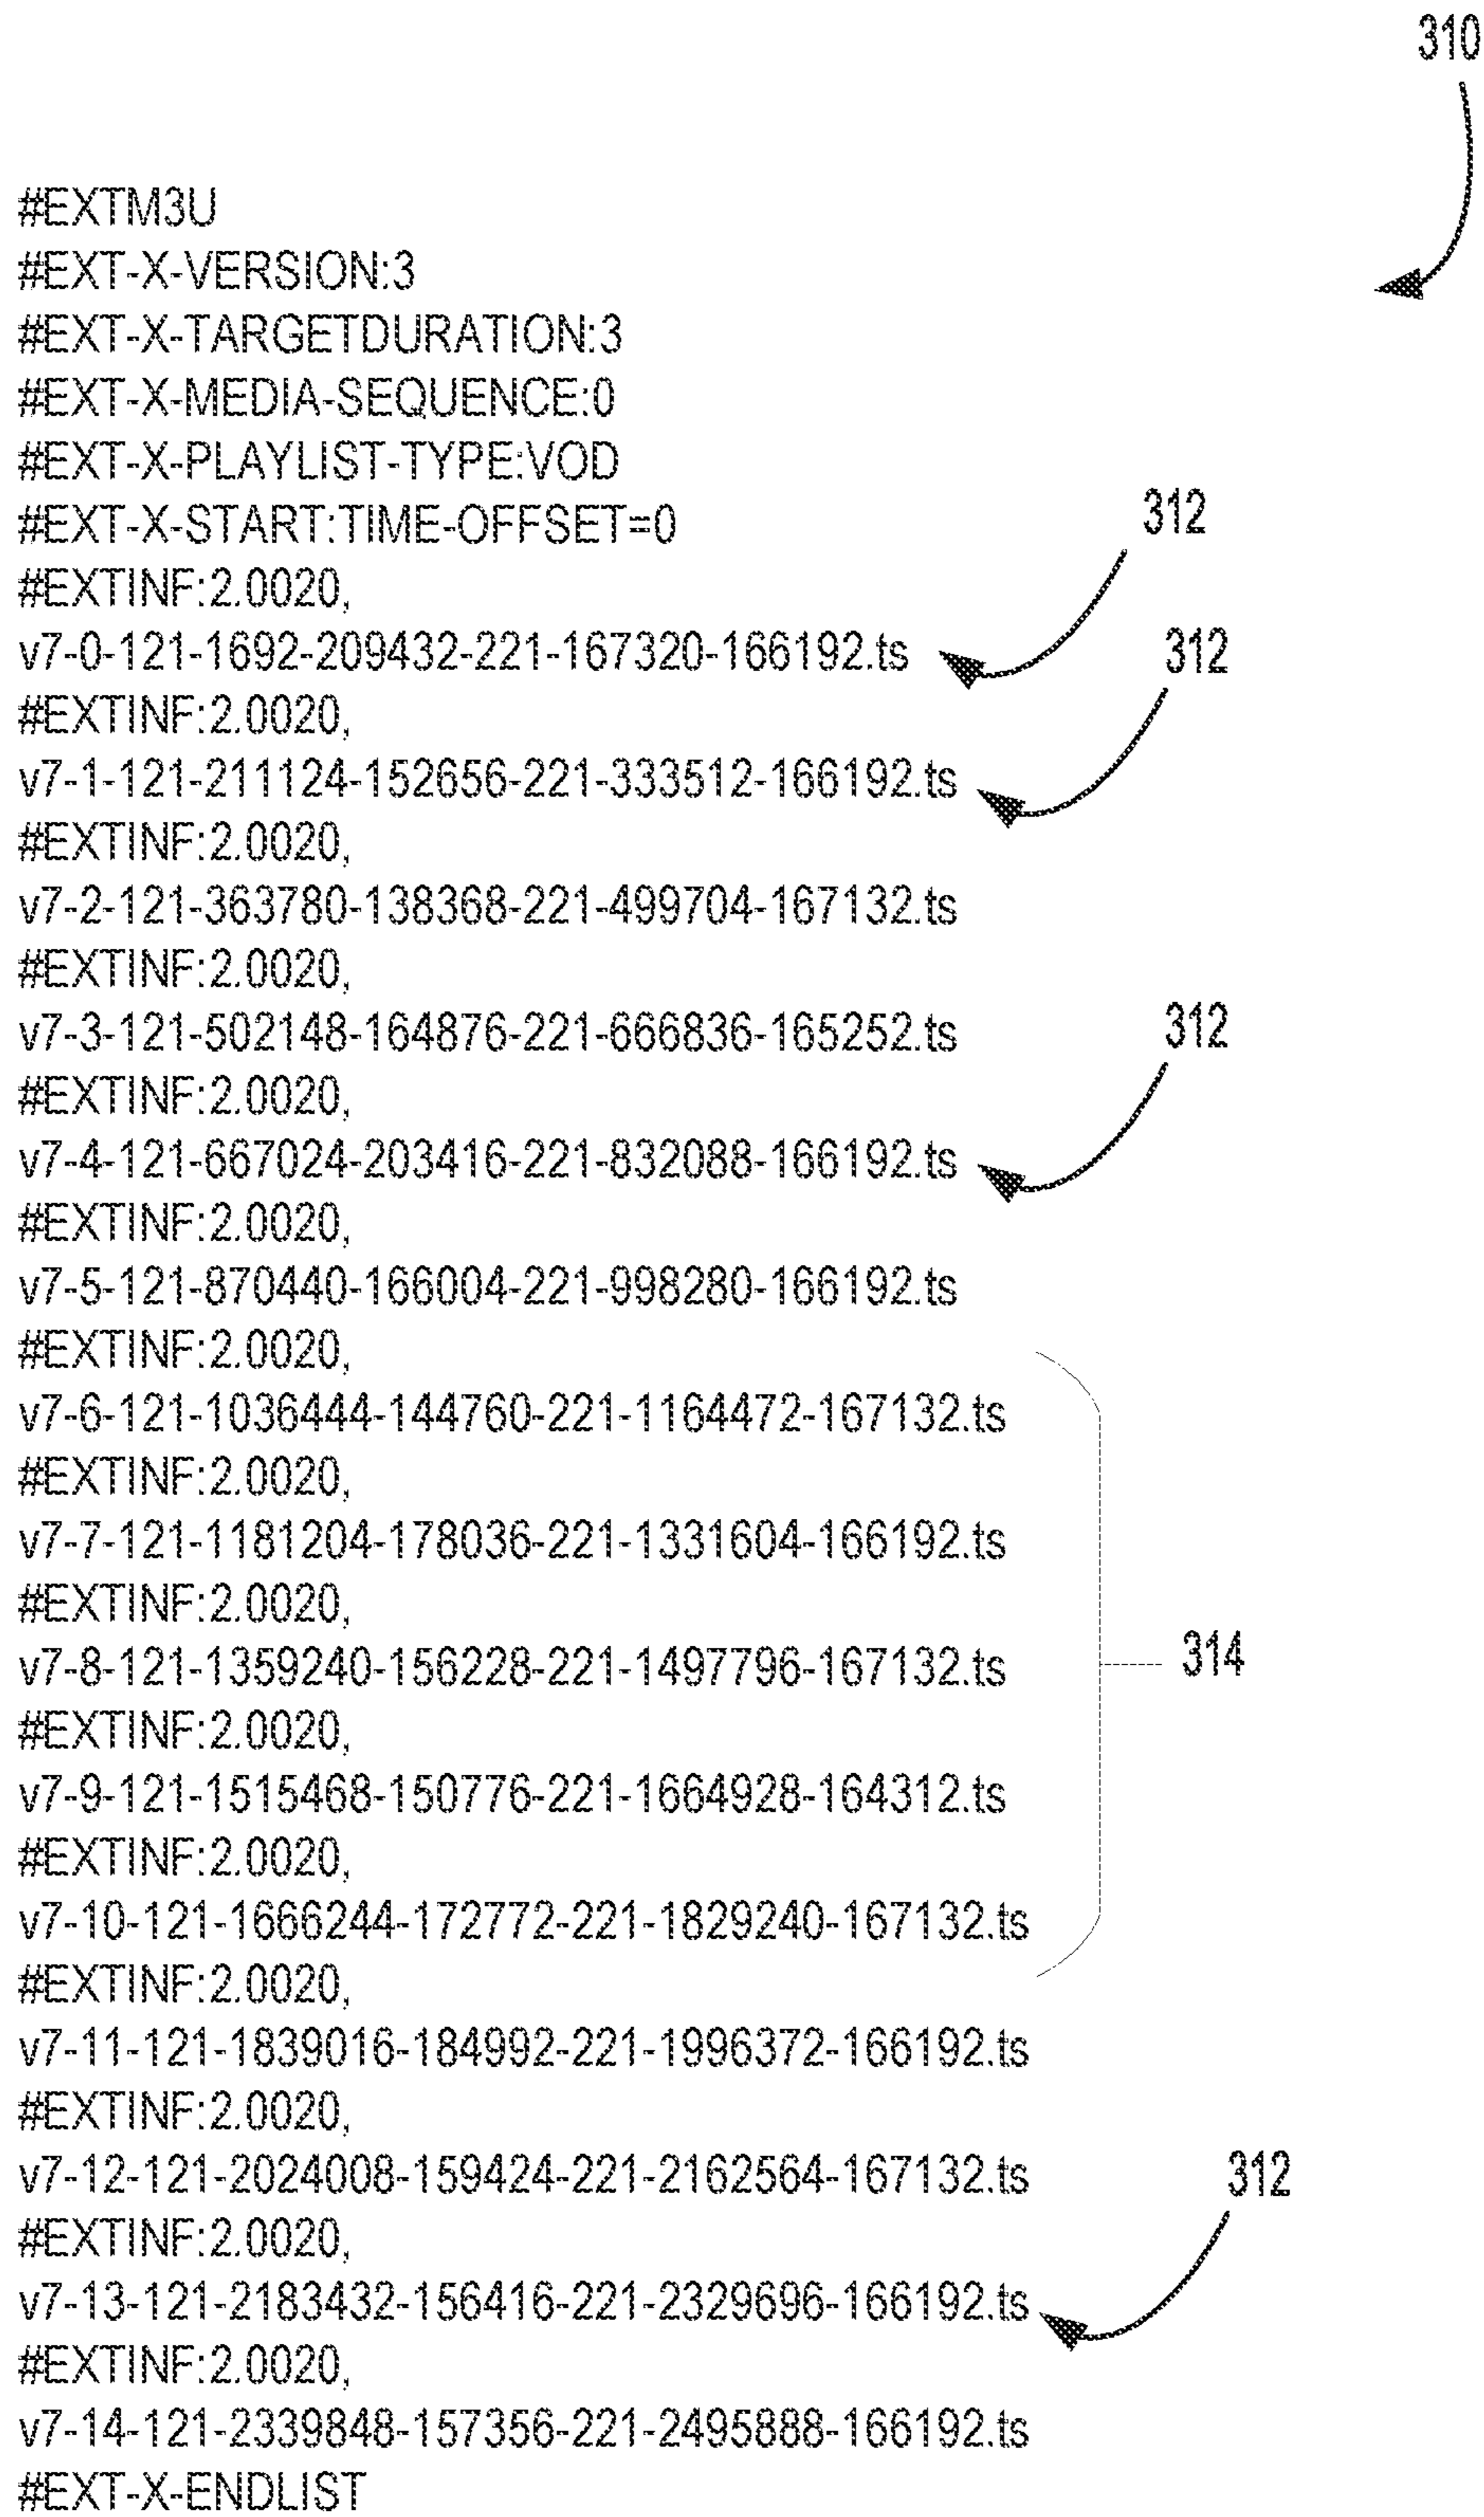 310
#EXTM3U
#EXT-X-VERSION:3
#EXT-X-TARGETDURATION:3
#EXT-X-MEDIA-SEQUENCE:0
#EXT-X-PLAYLIST-TYPE:VOD
#EXT-X-START:TIME-OFFSET=0
312
#EXTINF:2.0020,
v7-0-121-1692-209432-221-167320-166192.ts
312
#EXTINF:2.0020,
v7-1-121-211124-152656-221-333512-166192.ts
#EXTINF:2.0020,
v7-2-121-363780-138368-221-499704-167132.ts
#EXTINF:2.0020,
v7-3-121-502148-164876-221-666836-165252.ts
312
#EXTINF:2.0020,
v7-4-121-667024-203416-221-832088-166192.ts
#EXTINF:2.0020,
v7-5-121-870440-166004-221-998280-166192.ts
#EXTINF:2.0020,
v7-6-121-1036444-144760-221-1164472-167132.ts
#EXTINF:2.0020,
v7-7-121-1181204-178036-221-1331604-166192.ts
#EXTINF:2.0020,
v7-8-121-1359240-156228-221-1497796-167132.ts
314
#EXTINF:2.0020,
v7-9-121-1515468-150776-221-1664928-164312.ts
#EXTINF:2.0020,
v7-10-121-1666244-172772-221-1829240-167132.ts
#EXTINF:2.0020,
v7-11-121-1839016-184992-221-1996372-166192.ts
#EXTINF:2.0020,
v7-12-121-2024008-159424-221-2162564-167132.ts
312
#EXTINF:2.0020,
v7-13-121-2183432-156416-221-2329696-166192.ts
#EXTINF:2.0020,
v7-14-121-2339848-157356-221-2495888-166192.ts
#EXT-X-ENDLIST